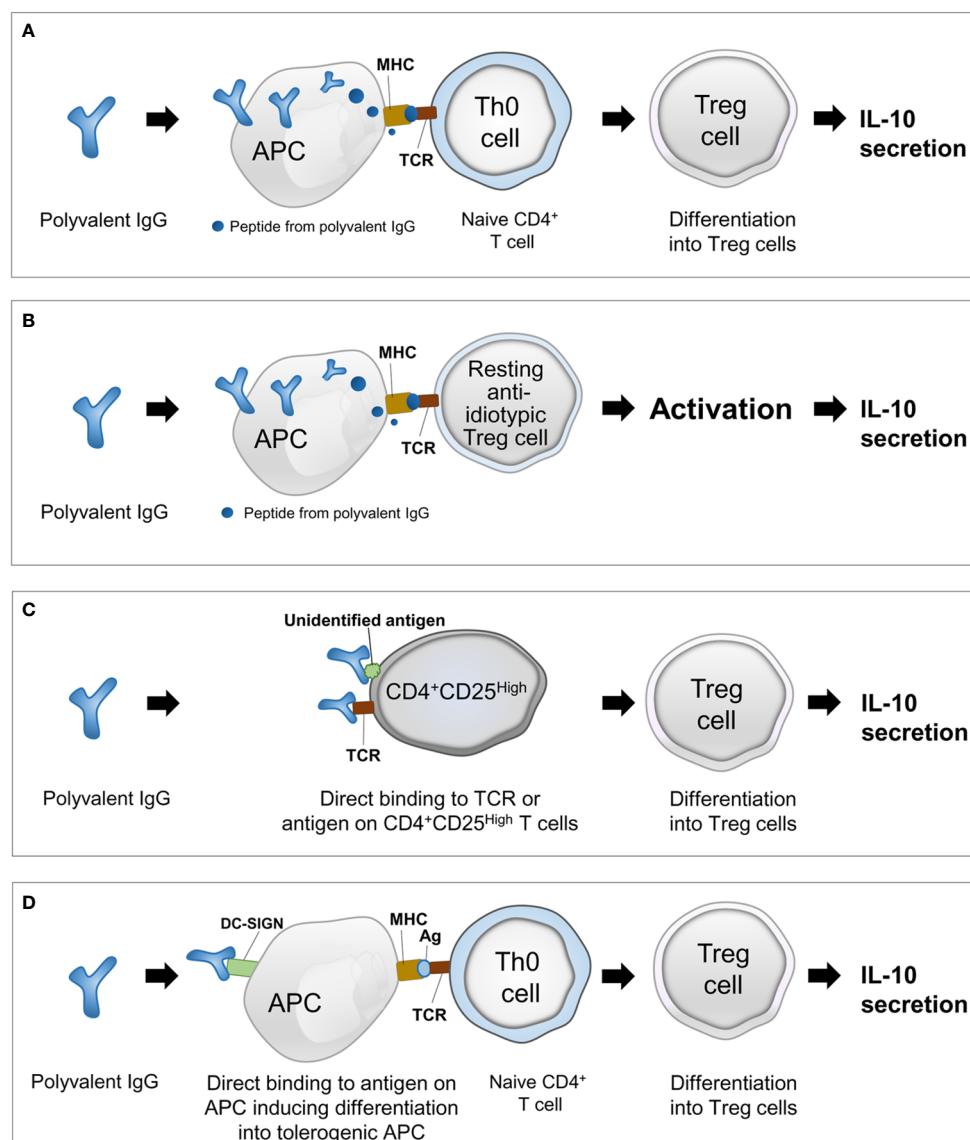 A
MHC
APC
Th0
cell
TCR
Treg
cell
IL-10
secretion
Polyvalent IgG
Peptide from polyvalent IgG
Naive CD4⁺
T cell
Differentiation
into Treg cells
B
MHC
APC
Resting
anti-
idiotypic
Treg cell
TCR
Activation
IL-10
secretion
Polyvalent IgG
Peptide from polyvalent IgG
C
Unidentified antigen
CD4⁺CD25ᴴⁱᵍʰ
TCR
Treg
cell
IL-10
secretion
Polyvalent IgG
Direct binding to TCR or
antigen on CD4⁺CD25ᴴⁱᵍʰ T cells
Differentiation
into Treg cells
D
DC-SIGN
MHC
Ag
APC
Th0
cell
TCR
Treg
cell
IL-10
secretion
Polyvalent IgG
Direct binding to antigen on
APC inducing differentiation
into tolerogenic APC
Naive CD4⁺
T cell
Differentiation
into Treg cells